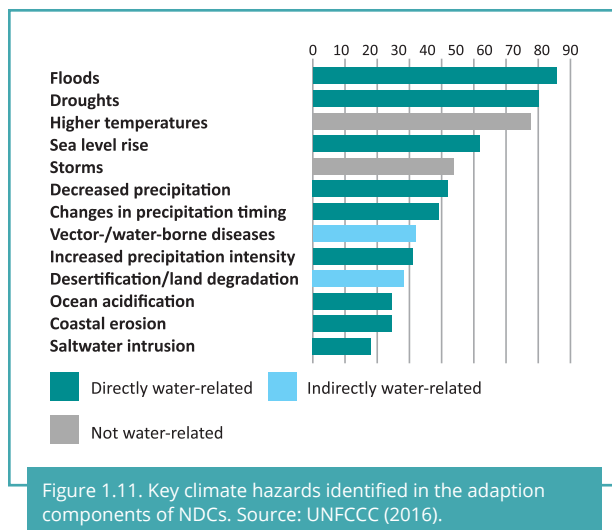 0 10 20 30 40 50 60 70 80 90
Floods
Droughts
Higher temperatures
Sea level rise
Storms
Decreased precipitation
Changes in precipitation timing
Vector-/water-borne diseases
Increased precipitation intensity
Desertification/land degradation
Ocean acidification
Coastal erosion
Saltwater intrusion
Directly water-related Indirectly water-related
Not water-related
Figure 1.11. Key climate hazards identified in the adaption
components of NDCs. Source: UNFCCC (2016).